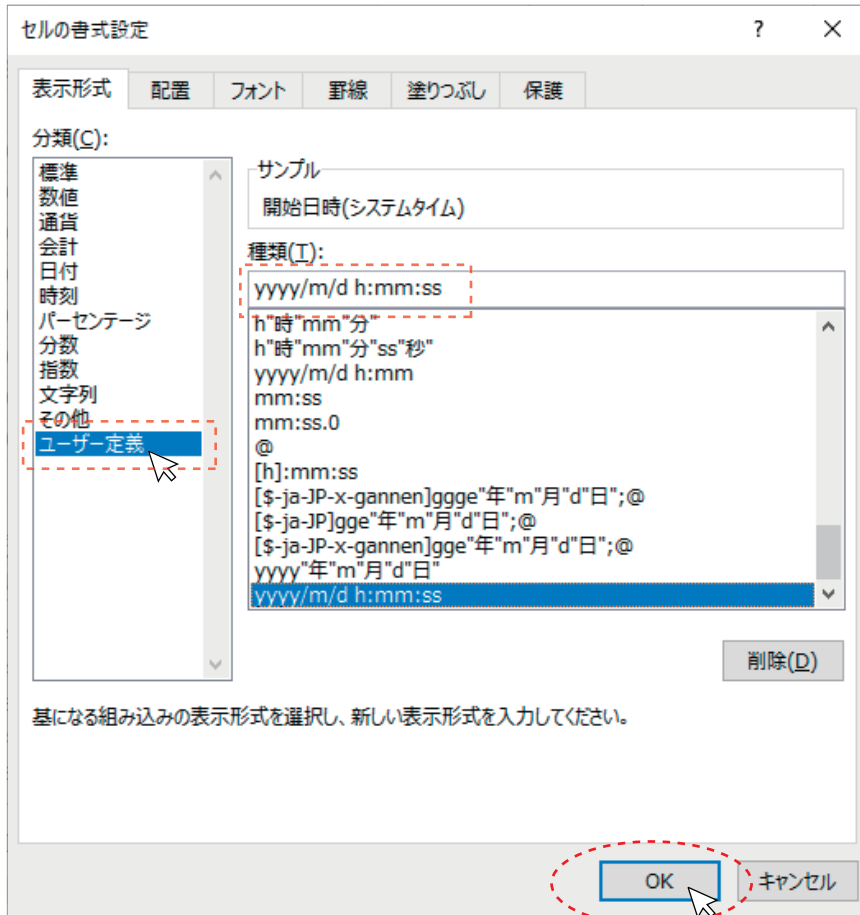 セルの書式設定 ? ×
表示形式 配置 フォント 罫線 塗りつぶし 保護
分類(C):
標準
数値
通貨
会計
日付
時刻
パーセンテージ
分数
指数
文字列
その他
ユーザー定義
サンプル
開始日時(システムタイム)
種類(T):
yyyy/m/d h:mm:ss
h"時"mm"分"
h"時"mm"分"ss"秒"
yyyy/m/d h:mm
mm:ss
mm:ss.0
@
[h]:mm:ss
[$-ja-JP-x-gannen]ggge"年"m"月"d"日";@
[$-ja-JP]gge"年"m"月"d"日";@
[$-ja-JP-x-gannen]gge"年"m"月"d"日";@
yyyy"年"m"月"d"日"
yyyy/m/d h:mm:ss
削除(D)
基になる組み込みの表示形式を選択し、新しい表示形式を入力してください。
OK キャンセル